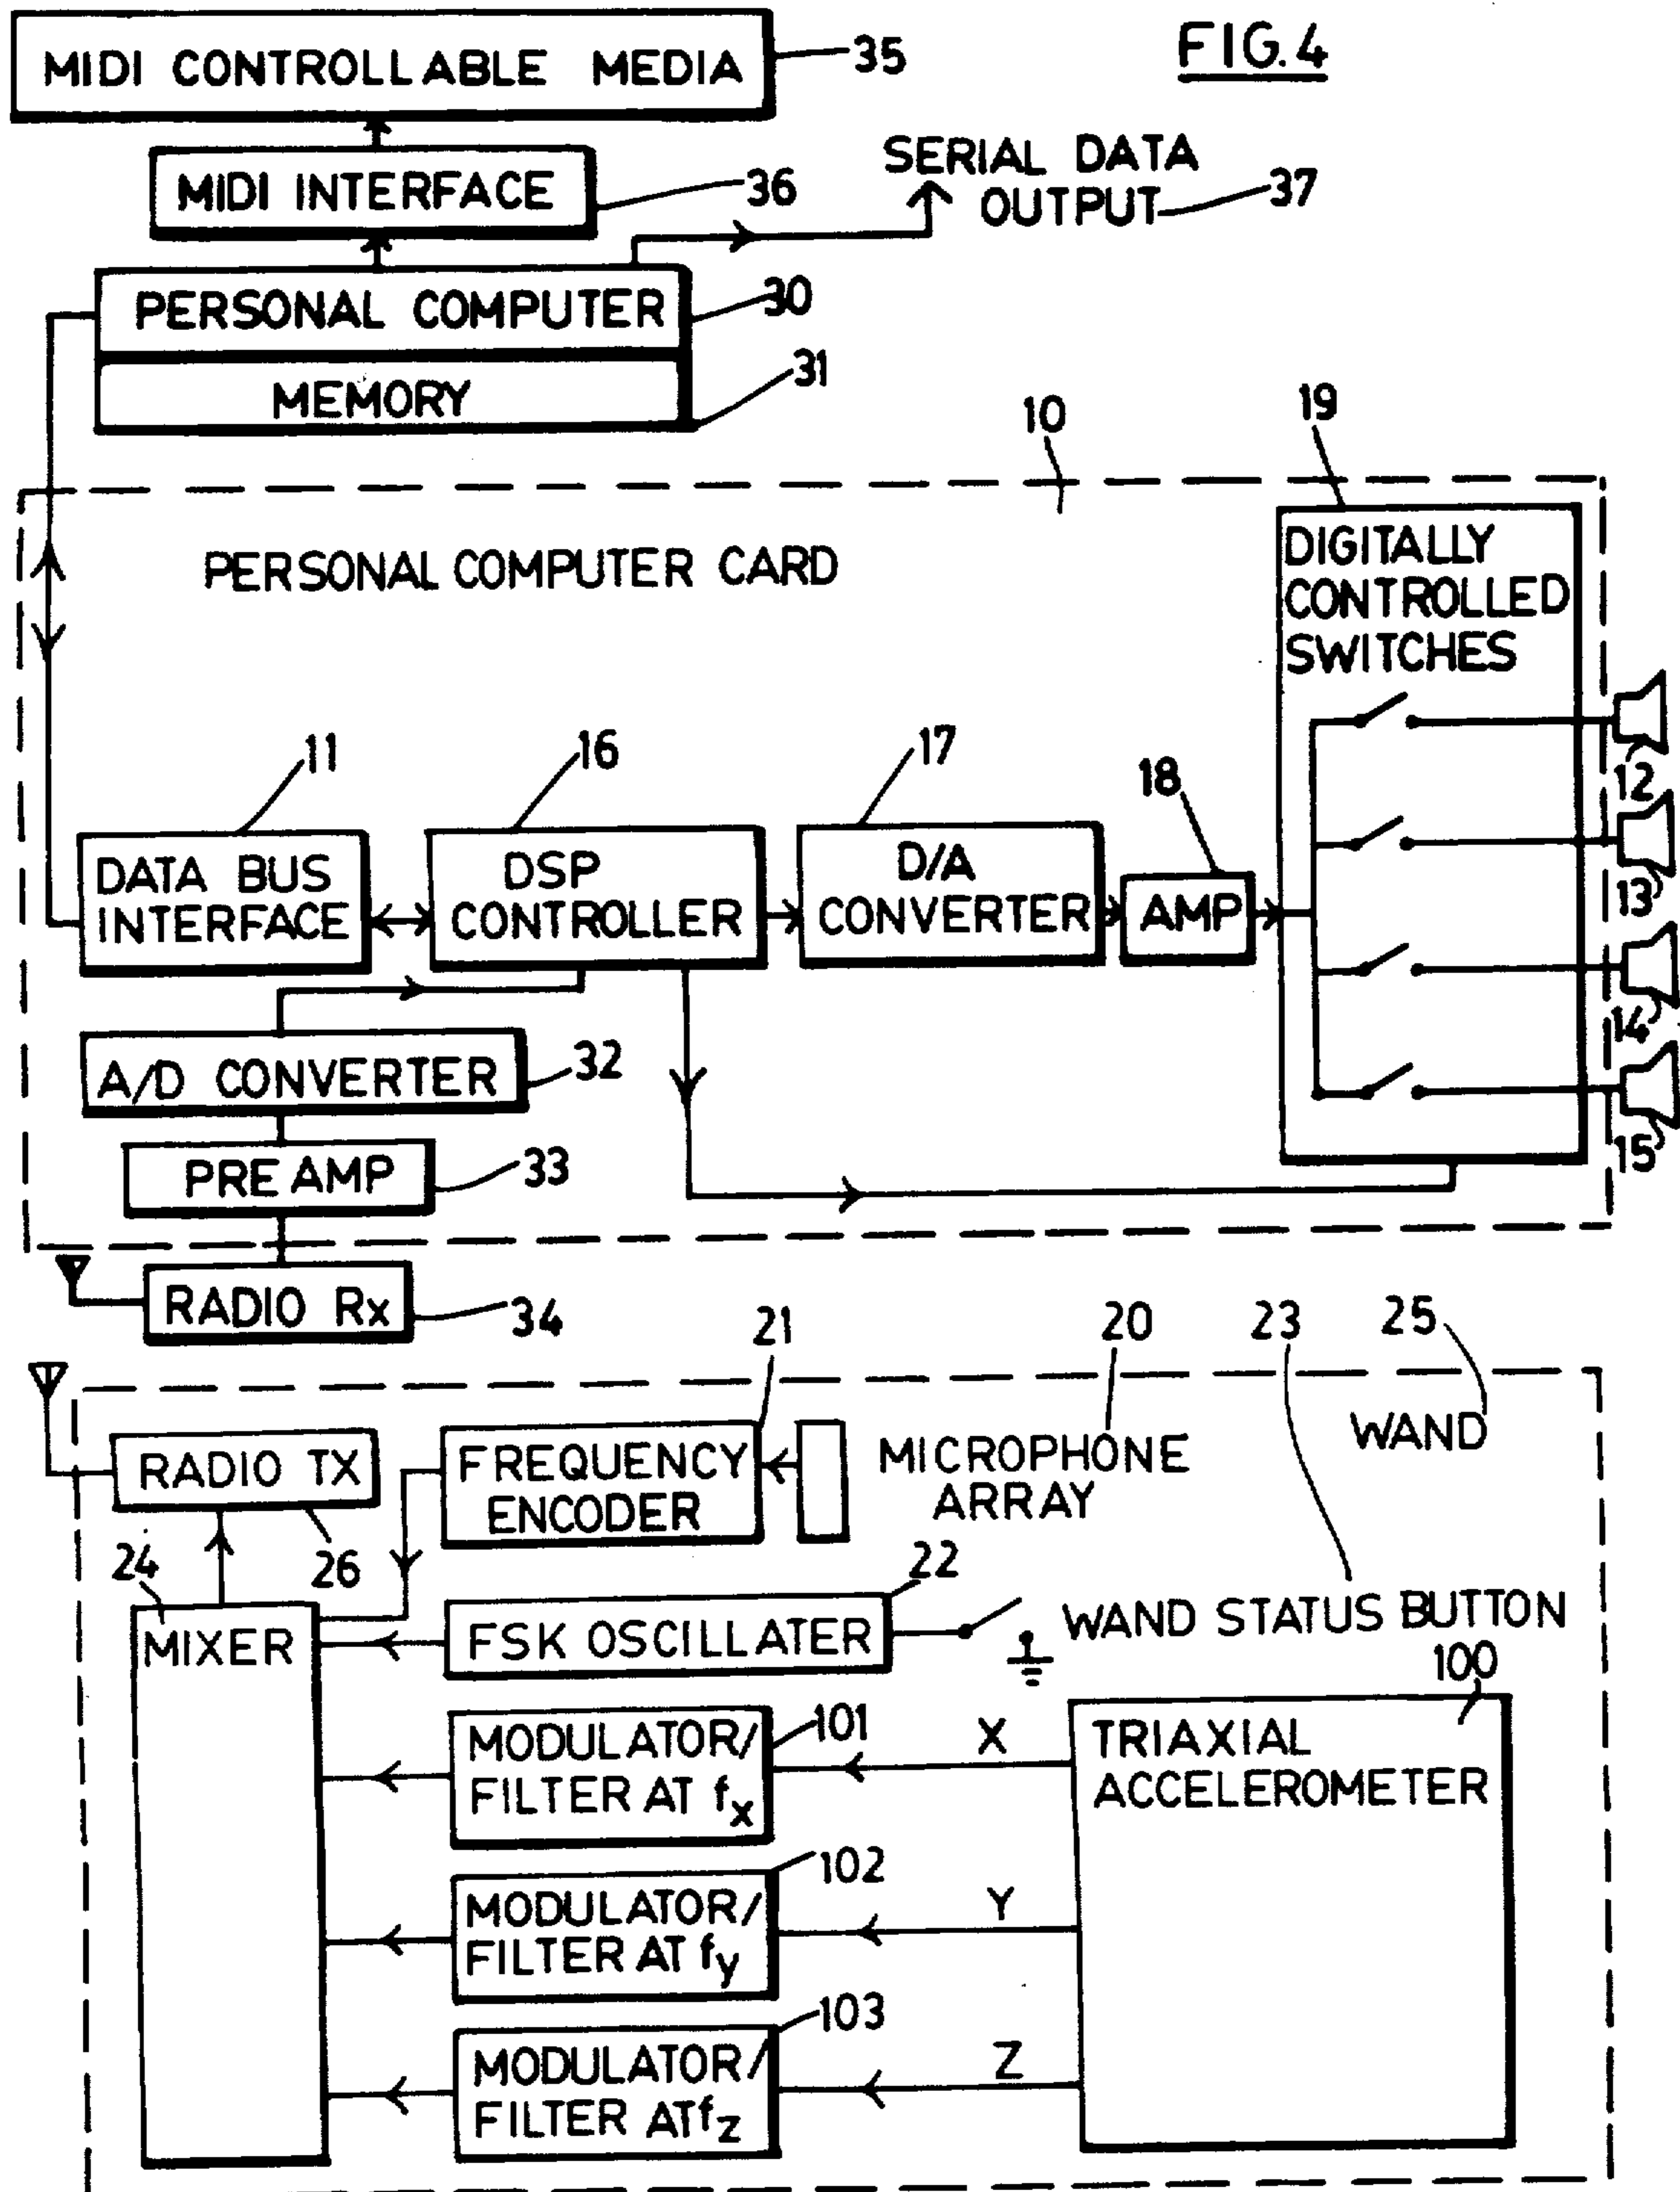 FIG. 4
MIDI CONTROLLABLE MEDIA
35
MIDI INTERFACE
36
SERIAL DATA
OUTPUT
37
PERSONAL COMPUTER
30
MEMORY
31
10
19
PERSONAL COMPUTER CARD
DIGITALLY
CONTROLLED
SWITCHES
12
13
14
15
11
16
17
18
DATA BUS
INTERFACE
DSP
CONTROLLER
D/A
CONVERTER
AMP
A/D CONVERTER
32
PRE AMP
33
RADIO Rx
34
21
20
23
25
RADIO TX
FREQUENCY
ENCODER
MICROPHONE
ARRAY
WAND
24
26
22
MIXER
FSK OSCILLATER
WAND STATUS BUTTON
100
MODULATOR/
FILTER AT fx
101
X
TRIAXIAL
ACCELEROMETER
102
MODULATOR/
FILTER AT fy
Y
103
MODULATOR/
FILTER AT fz
Z